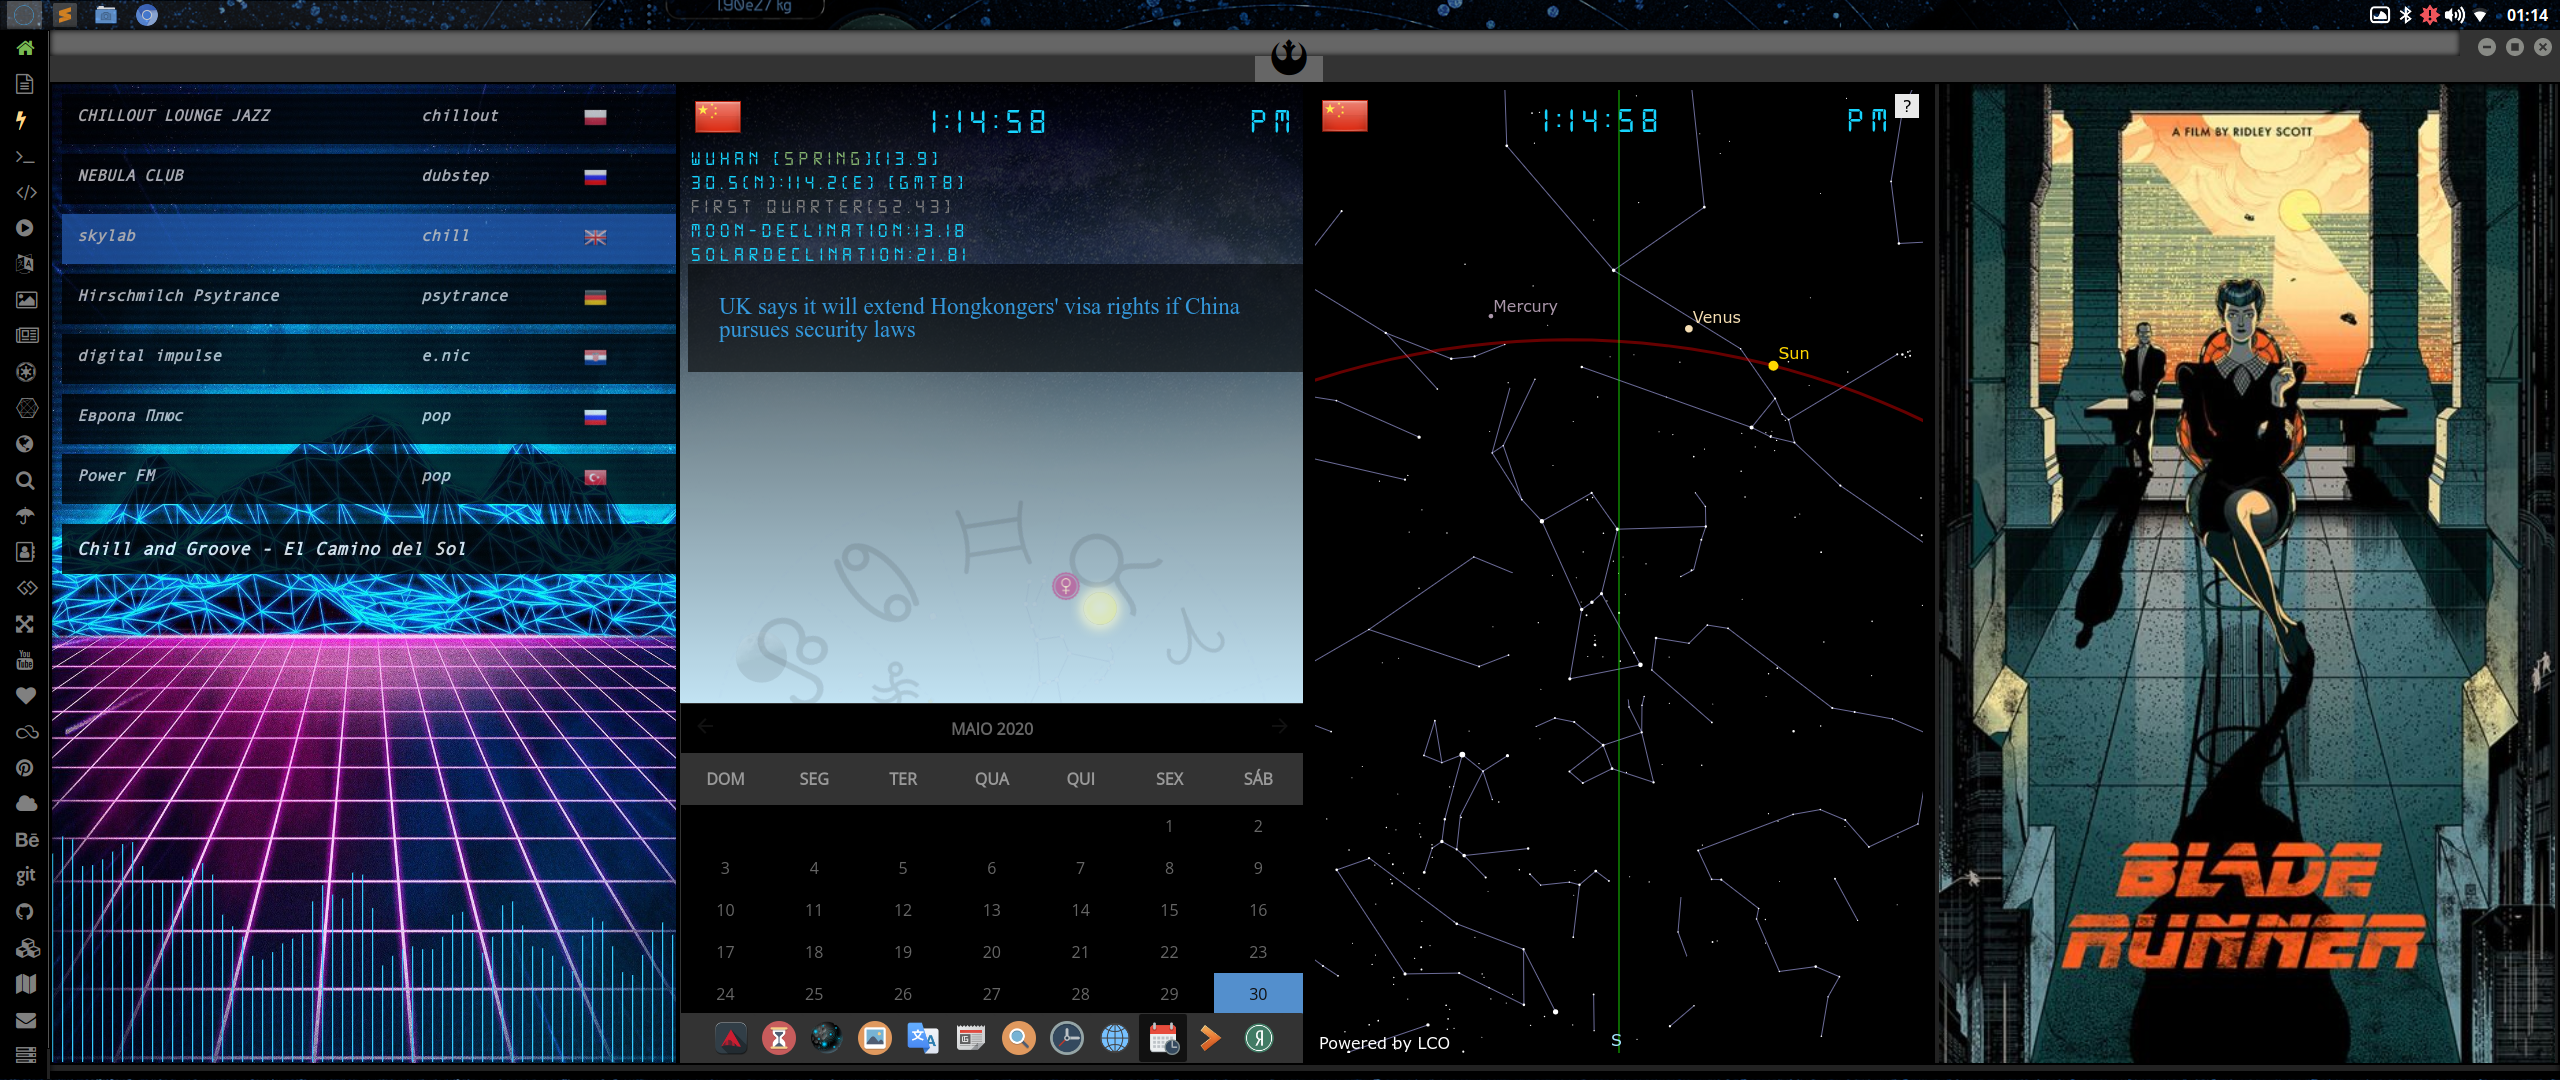 1.90e27 kg
01:14
CHILLOUT LOUNGE JAZZ chillout
NEBULA CLUB dubstep
skylab chill
Hirschmilch Psytrance psytrance
digital impulse e.nic
Европа Плюс pop
Power FM pop
Chill and Groove - El Camino del Sol
You
Tube
Bē
git
1:14:58 PM
WUHAN [SPRING][13.9]
30.5(N):114.2(E) [GMT8]
FIRST QUARTER[52.43]
MOON-DECLINATION:13.18
SOLARDECLINATION:21.81
UK says it will extend Hongkongers' visa rights if China
pursues security laws
MAIO 2020
DOM SEG TER QUA QUI SEX SÁB
1 2
3 4 5 6 7 8 9
10 11 12 13 14 15 16
17 18 19 20 21 22 23
24 25 26 27 28 29 30
1:14:58 PM ?
Mercury
Venus
Sun
Powered by LCO
S
A FILM BY RIDLEY SCOTT
BLADE
RUNNER